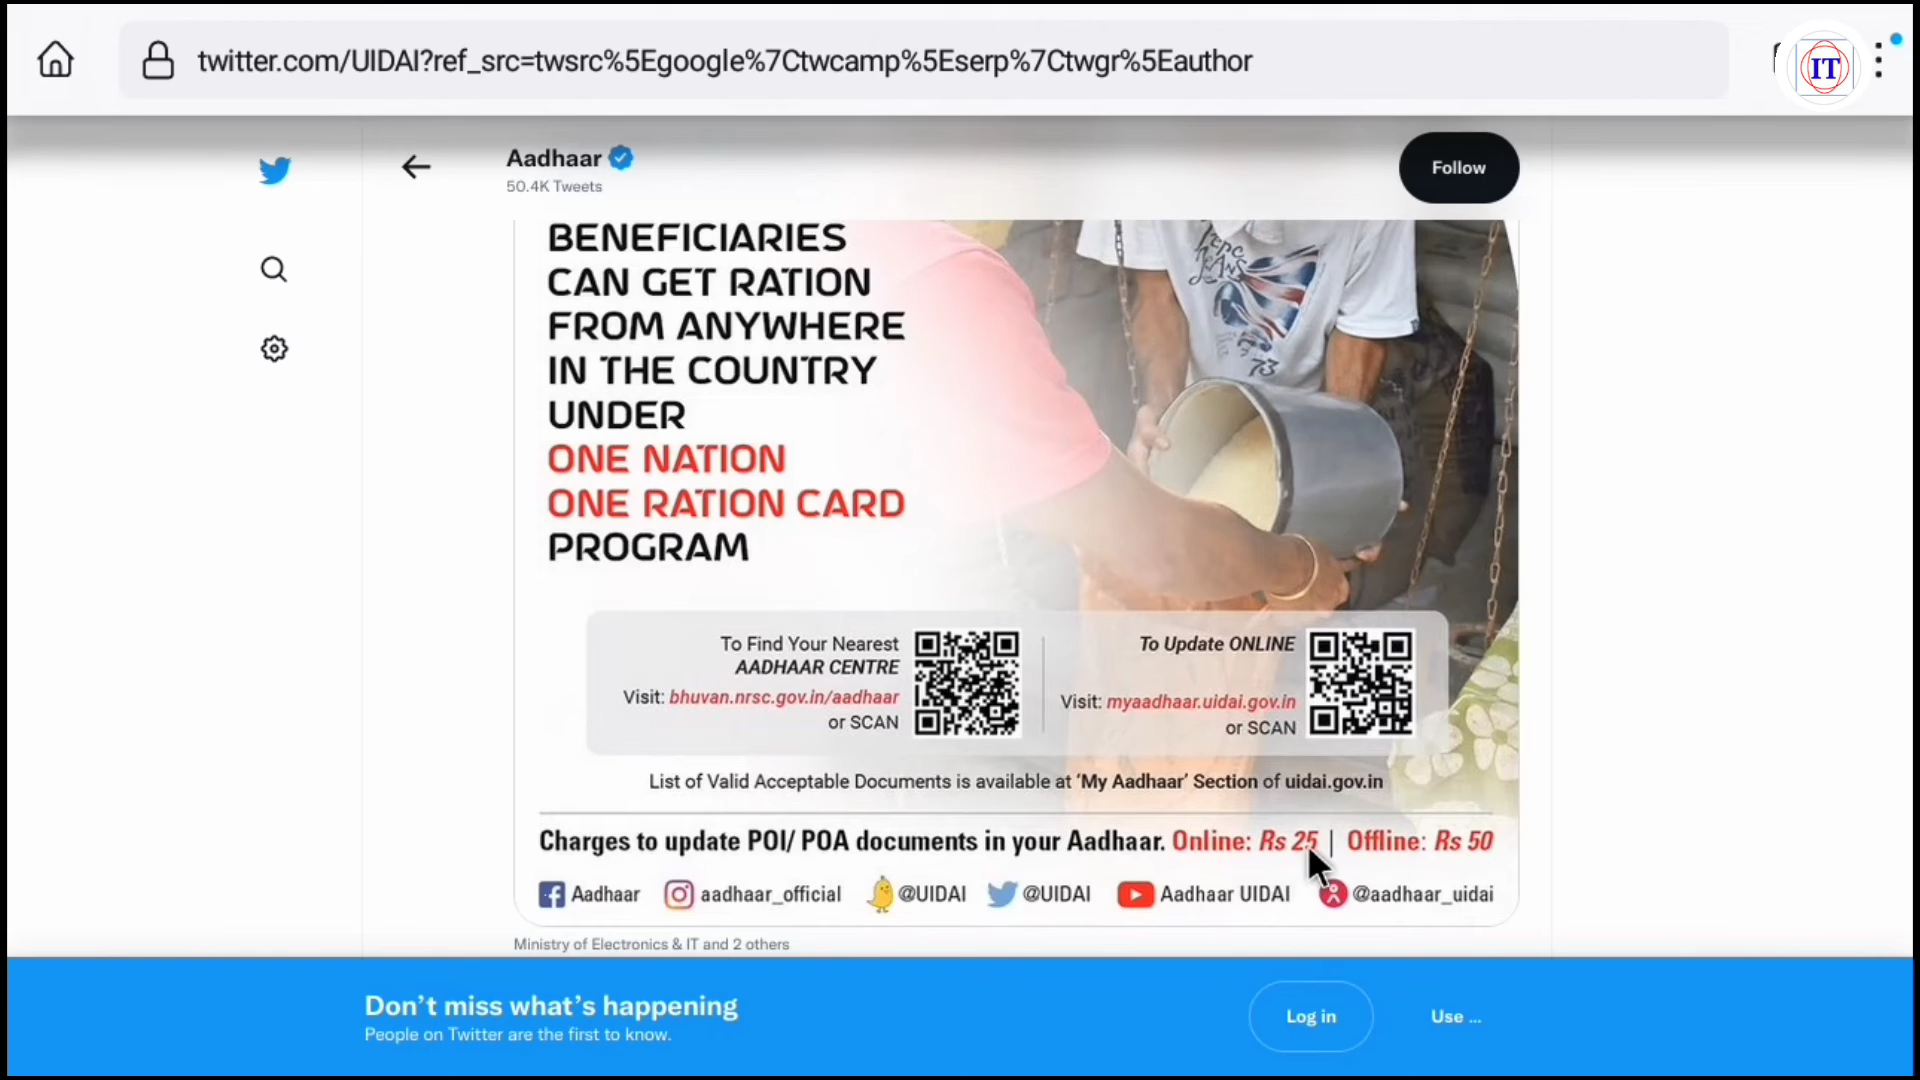 twitter.com/UIDAI?ref_src=twsrc%5Egoogle%7Ctwcamp%5Eserp%7Ctwgr%5Eauthor
IT
Aadhaar
50.4K Tweets
Follow
BENEFICIARIES
CAN GET RATION
FROM ANYWHERE
IN THE COUNTRY
UNDER
ONE NATION
ONE RATION CARD
PROGRAM
73
To Find Your Nearest
AADHAAR CENTRE
Visit: bhuvan.nrsc.gov.in/aadhaar
or SCAN
To Update ONLINE
Visit: myaadhaar.uidai.gov.in
or SCAN
List of Valid Acceptable Documents is available at ‘My Aadhaar’ Section of uidai.gov.in
Charges to update POI/ POA documents in your Aadhaar. Online: Rs 25 | Offline: Rs 50
Aadhaar aadhaar_official @UIDAI @UIDAI Aadhaar UIDAI @aadhaar_uidai
Ministry of Electronics & IT and 2 others
Don’t miss what’s happening
People on Twitter are the first to know.
Log in
Use ...